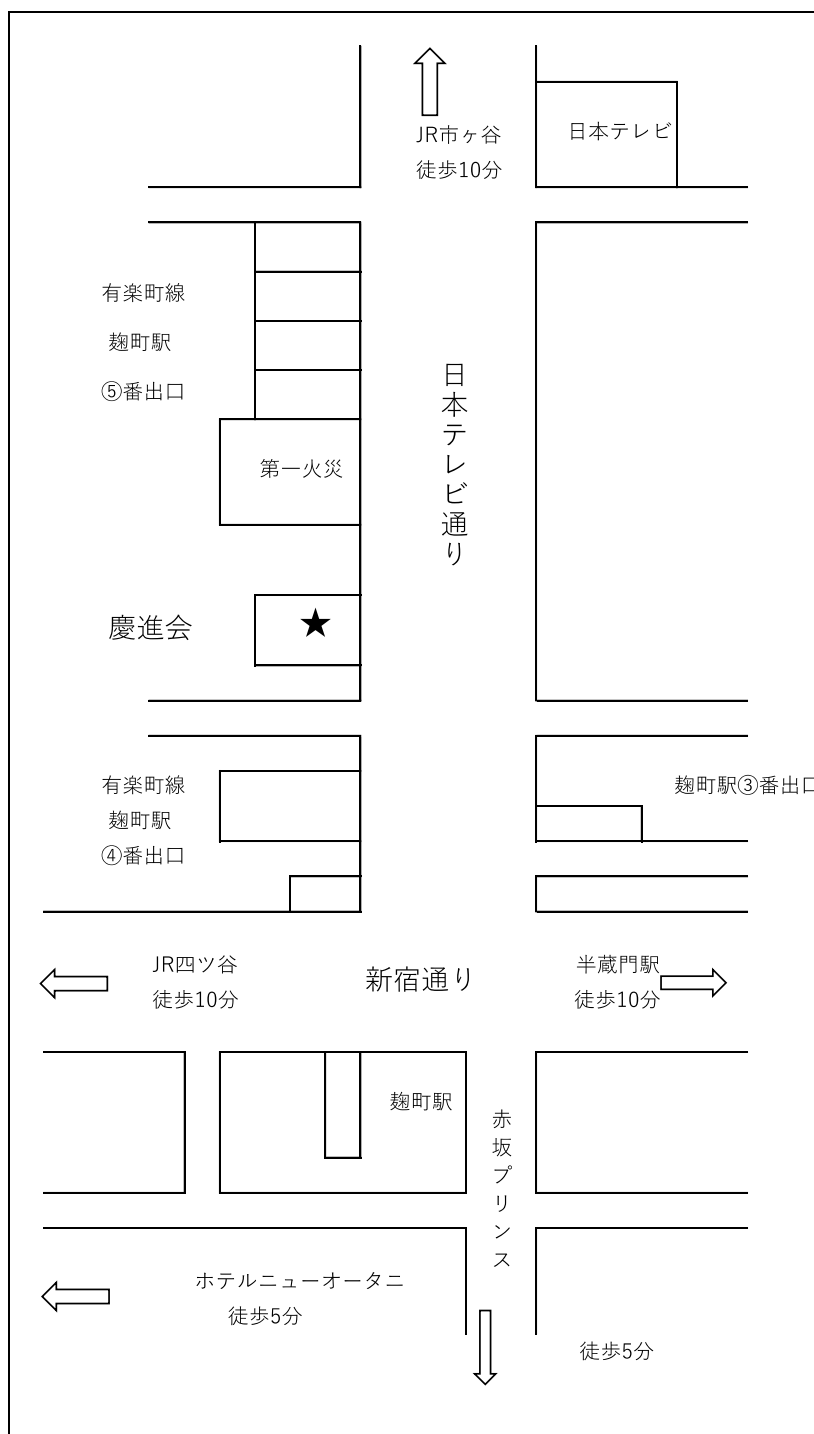 JR市ヶ谷
徒歩10分
日本テレビ
有楽町線
麹町駅
⑤番出口
日本テレビ通り
第一火災
慶進会
★
有楽町線
麹町駅
④番出口
麹町駅③番出口
JR四ツ谷
徒歩10分
新宿通り
半蔵門駅
徒歩10分
麹町駅
赤坂プリンス
ホテルニューオータニ
徒歩5分
徒歩5分